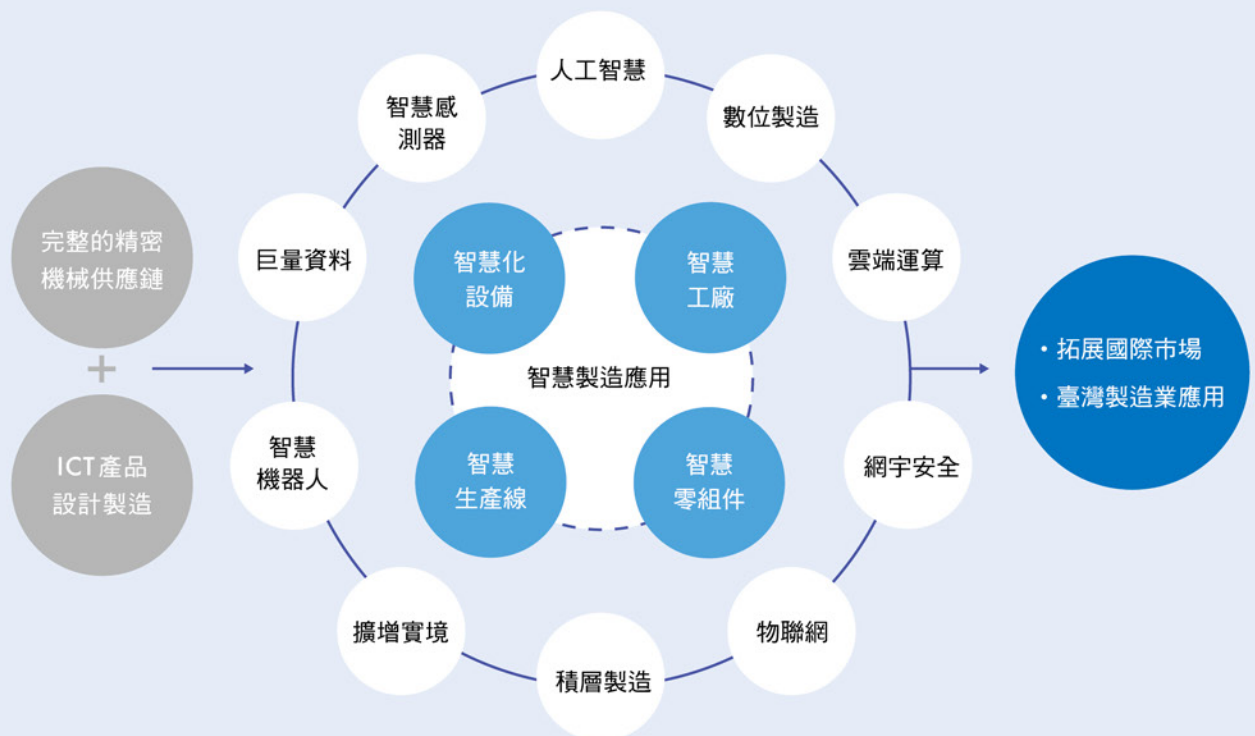 完整的精密
機械供應鏈
+
ICT產品
設計製造
人工智慧
數位製造
雲端運算
網宇安全
物聯網
積層製造
擴增實境
智慧
機器人
巨量資料
智慧感
測器
智慧化
設備
智慧
工廠
智慧製造應用
智慧
生產線
智慧
零組件
・拓展國際市場
・臺灣製造業應用